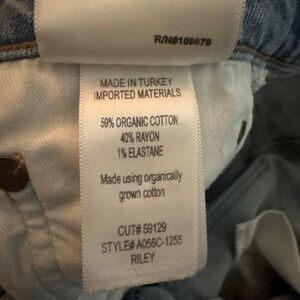 R/N#109670
MADE IN TURKEY
IMPORTED MATERIALS
59% ORGANIC COTTON
40% RAYON
1% ELASTANE
Made using organically
grown cotton
CUT# 59129
STYLE# A056C-1255
RILEY